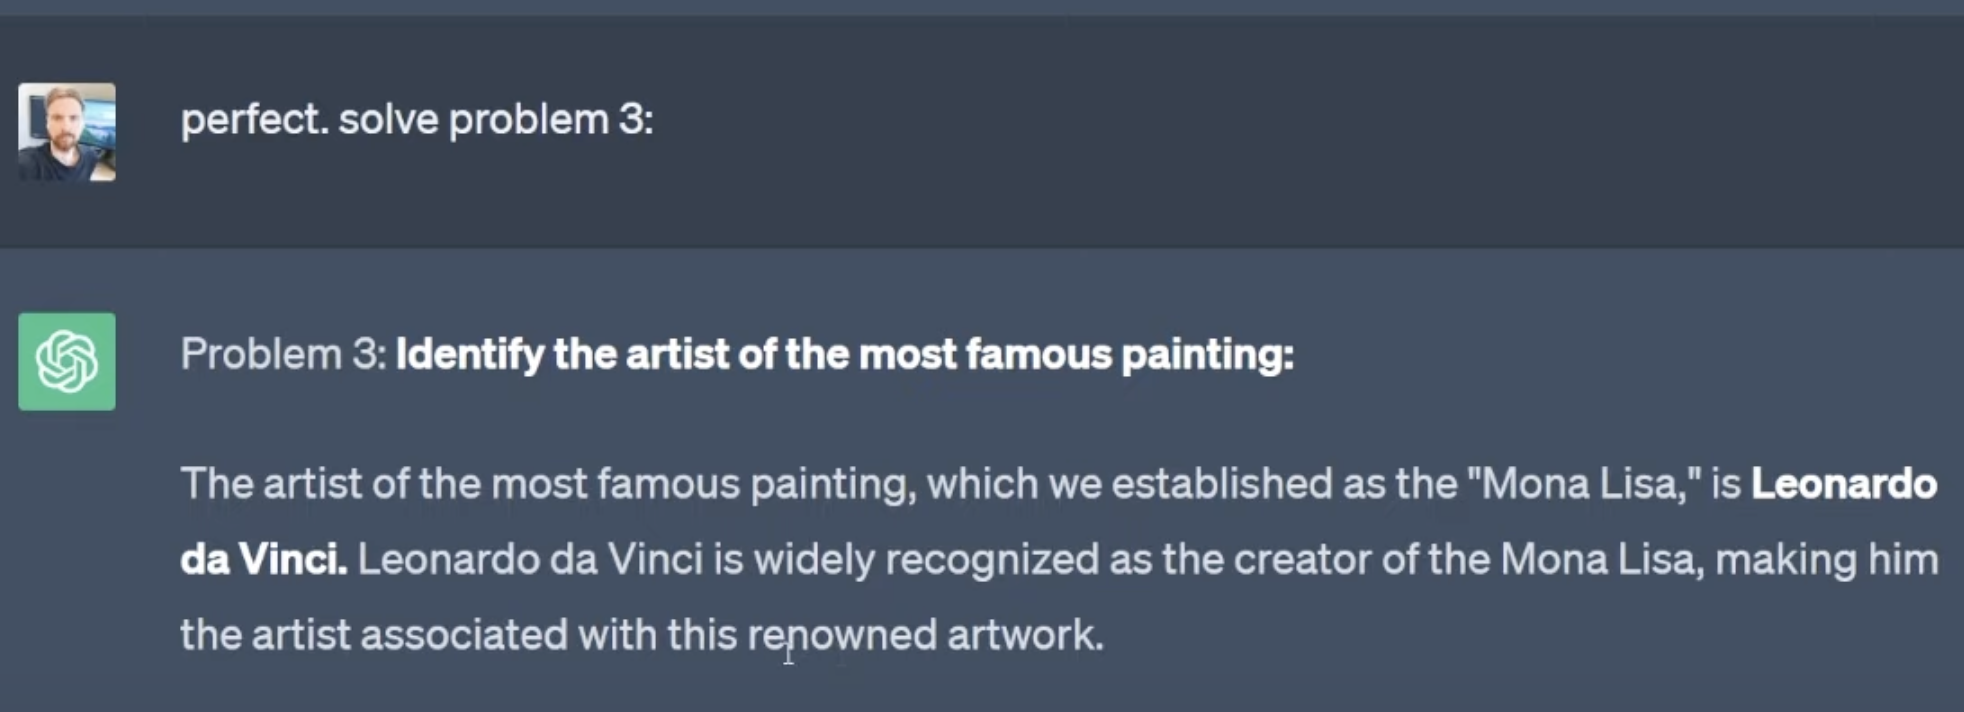 perfect. solve problem 3:
Problem 3: Identify the artist of the most famous painting:
The artist of the most famous painting, which we established as the "Mona Lisa," is Leonardo
da Vinci. Leonardo da Vinci is widely recognized as the creator of the Mona Lisa, making him
the artist associated with this renowned artwork.